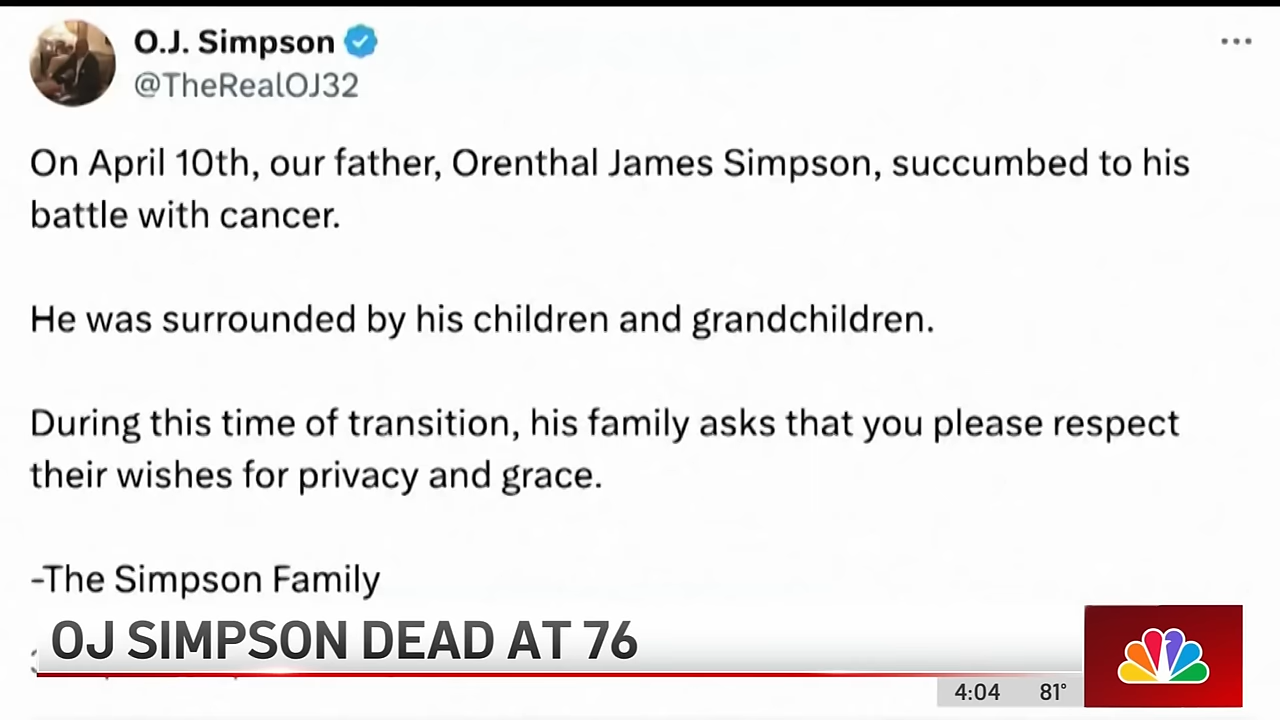 O.J. Simpson
@TheRealOJ32
On April 10th, our father, Orenthal James Simpson, succumbed to his
battle with cancer.
He was surrounded by his children and grandchildren.
During this time of transition, his family asks that you please respect
their wishes for privacy and grace.
-The Simpson Family
OJ SIMPSON DEAD AT 76
4:04 81°